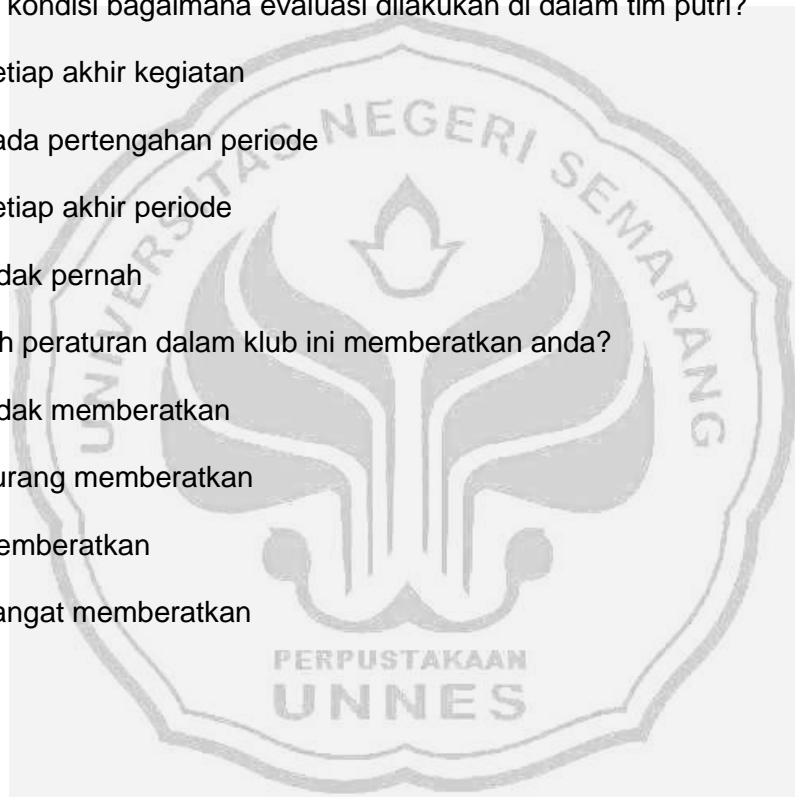 kondisi bagaimana evaluasi dilakukan di dalam tim putri?
etiap akhir kegiatan
ada pertengahan periode
etiap akhir periode
dak pernah
h peraturan dalam klub ini memberatkan anda?
dak memberatkan
urang memberatkan
emberatkan
angat memberatkan
UNIVERSITAS NEGERI SEMARANG
PERPUSTAKAAN
UNNES